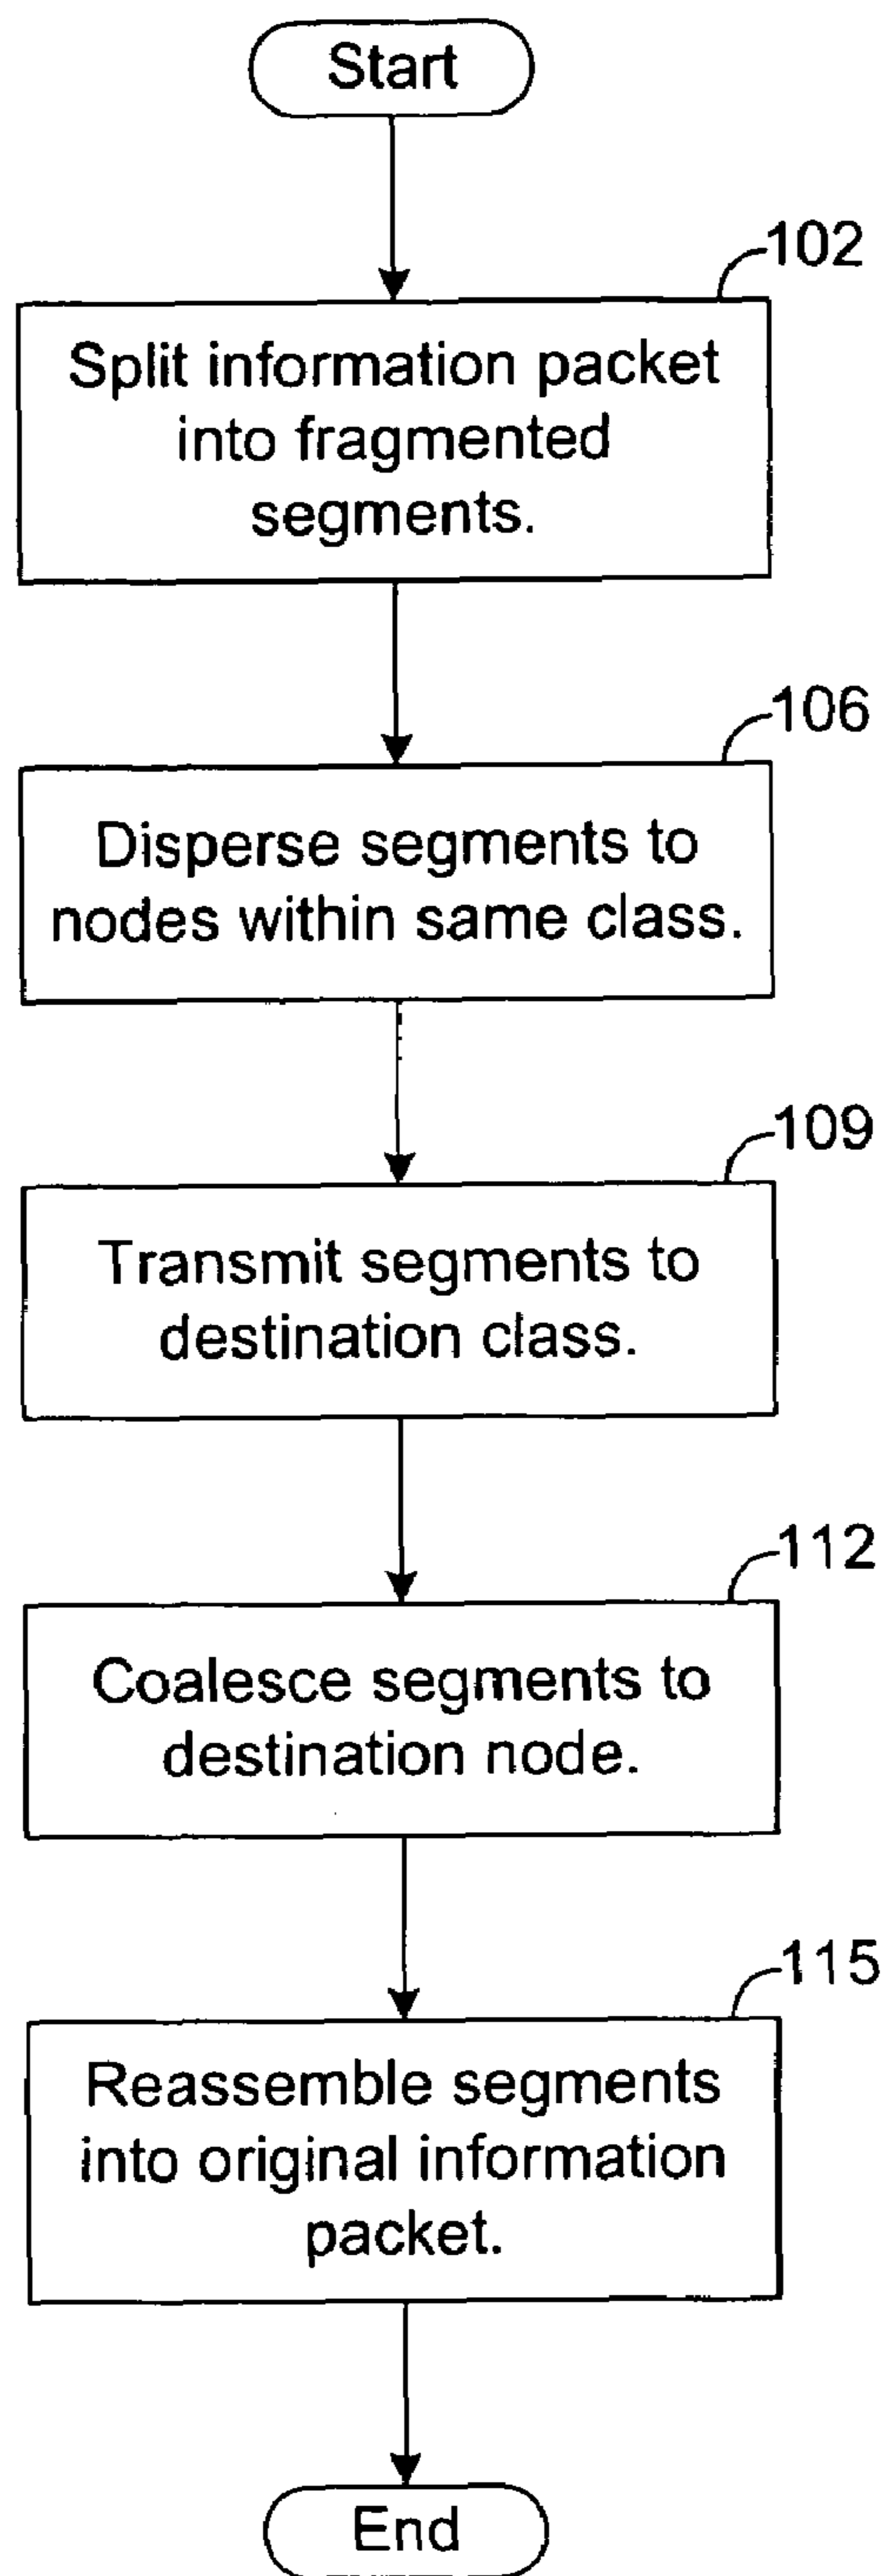 Start
102
Split information packet
into fragmented
segments.
106
Disperse segments to
nodes within same class.
109
Transmit segments to
destination class.
112
Coalesce segments to
destination node.
115
Reassemble segments
into original information
packet.
End